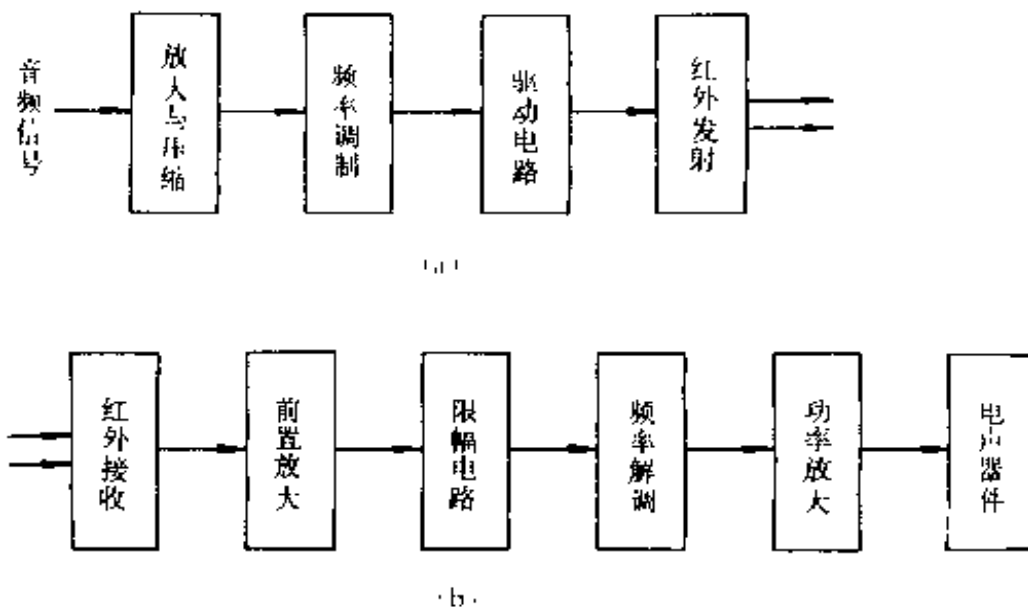 音频信号
放大与压缩
频率调制
驱动电路
红外发射
(a)
红外接收
前置放大
限幅电路
频率解调
功率放大
电声器件
(b)